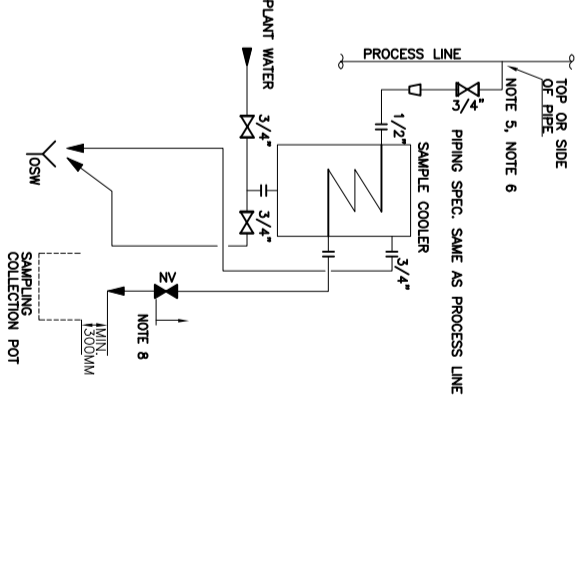 PROCESS LINE
TOP OR SIDE
OF PIPE
NOTE 5, NOTE 6
3/4"
PIPING SPEC. SAME AS PROCESS LINE
1/2"
SAMPLE COOLER
PLANT WATER
3/4"
3/4"
3/4"
OSW
NV
NOTE 8
MIN.
300MM
SAMPLING
COLLECTION POT